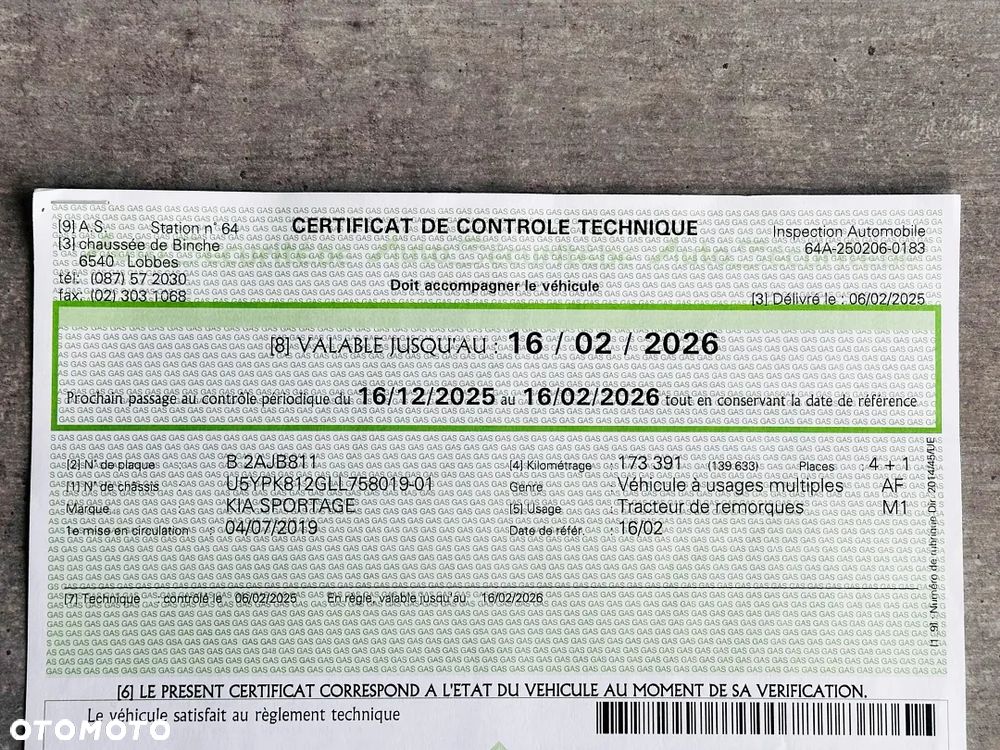 [9] A.S. Station n° 64
[3] chaussée de Binche
6540 Lobbes
tél: (087) 57 2030
fax: (02) 303 1068
CERTIFICAT DE CONTROLE TECHNIQUE
Doit accompagner le véhicule
Inspection Automobile
64A-250206-0183
[3] Délivré le : 06/02/2025
[8] VALABLE JUSQU'AU : 16 / 02 / 2026
Prochain passage au contrôle périodique du 16/12/2025 au 16/02/2026 tout en conservant la date de référence.
[2] N° de plaque : B 2AJB811
[1] N° de châssis : U5YPK812GLL758019-01
Marque : KIA SPORTAGE
1e mise en circulation : 04/07/2019
[4] Kilométrage : 173 391 (139 633) Places : 4 + 1
Genre : Véhicule à usages multiples AF
[5] Usage : Tracteur de remorques M1
Date de référ. : 16/02
[7] Technique contrôlé le 06/02/2025 En règle, valable jusqu'au 16/02/2026
[6] LE PRESENT CERTIFICAT CORRESPOND A L'ETAT DU VEHICULE AU MOMENT DE SA VERIFICATION.
Le véhicule satisfait au règlement technique
OTOMOTO